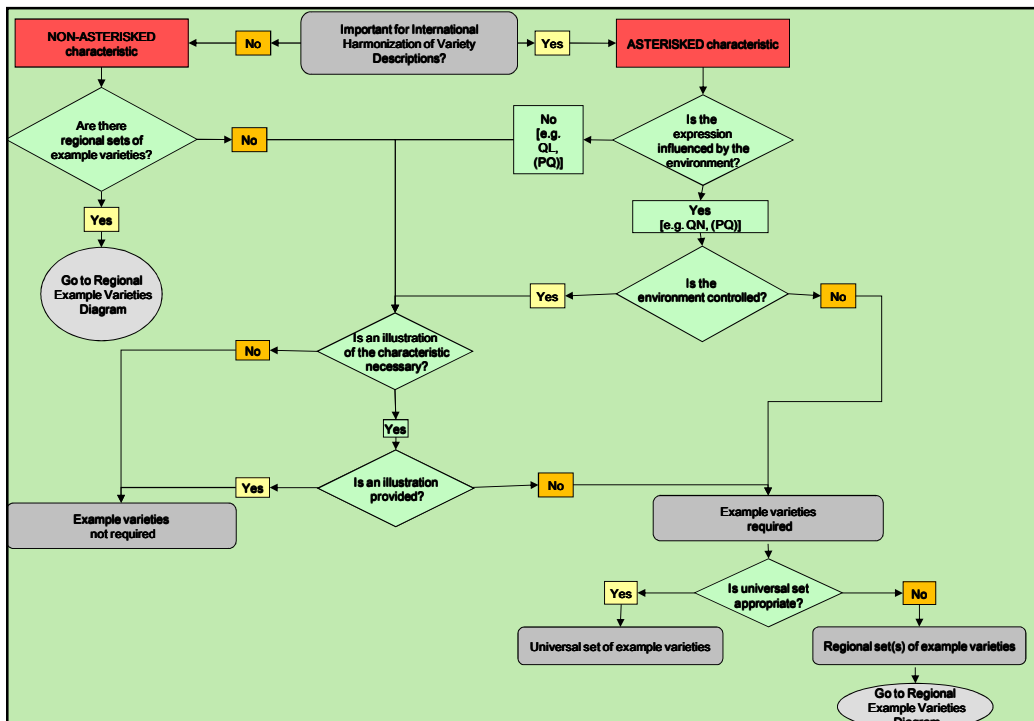 NON-ASTERISKED
characteristic
No
Important for International
Harmonization of Variety
Descriptions?
Yes
ASTERISKED characteristic
Are there
regional sets of
example varieties?
No
No
[e.g.
QL,
(PQ)]
Is the
expression
influenced by the
environment?
Yes
Yes
[e.g. QN, (PQ)]
Go to Regional
Example Varieties
Diagram
Yes
Is the
environment controlled?
No
No
Is an illustration
of the characteristic
necessary?
Yes
Yes
Is an illustration
provided?
No
Example varieties
not required
Example varieties
required
Yes
Is universal set
appropriate?
No
Universal set of example varieties
Regional set(s) of example varieties
Go to Regional
Example Varieties
Diagram